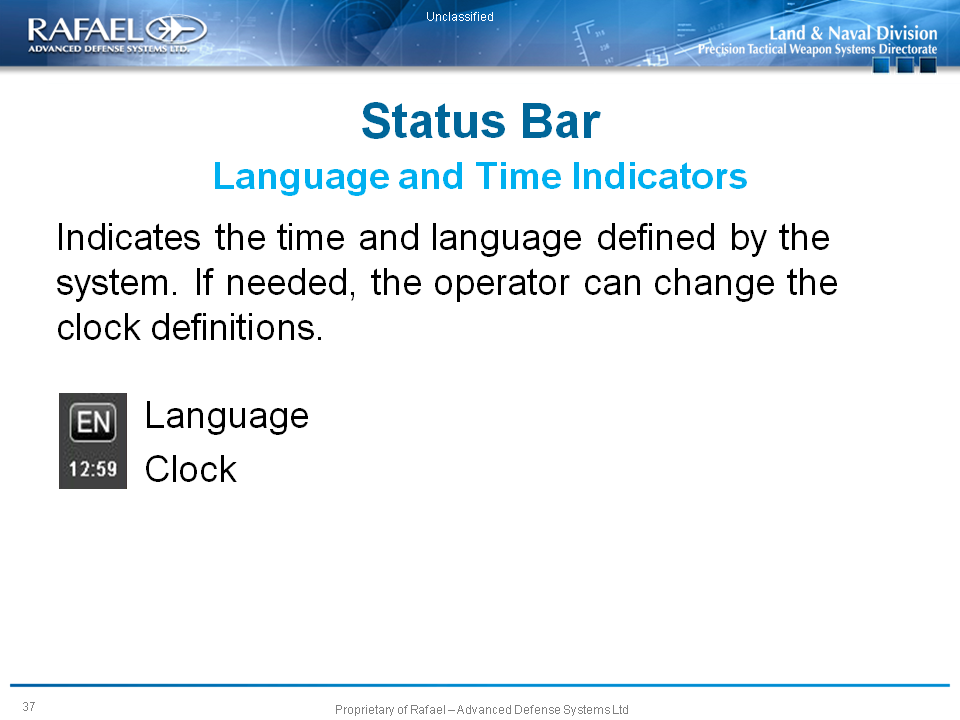 Unclassified
RAFAEL
ADVANCED DEFENSE SYSTEMS LTD.
Land & Naval Division
Precision Tactical Weapon Systems Directorate
Status Bar
Language and Time Indicators
Indicates the time and language defined by the
system. If needed, the operator can change the
clock definitions.
EN Language
12:59 Clock
37
Proprietary of Rafael – Advanced Defense Systems Ltd